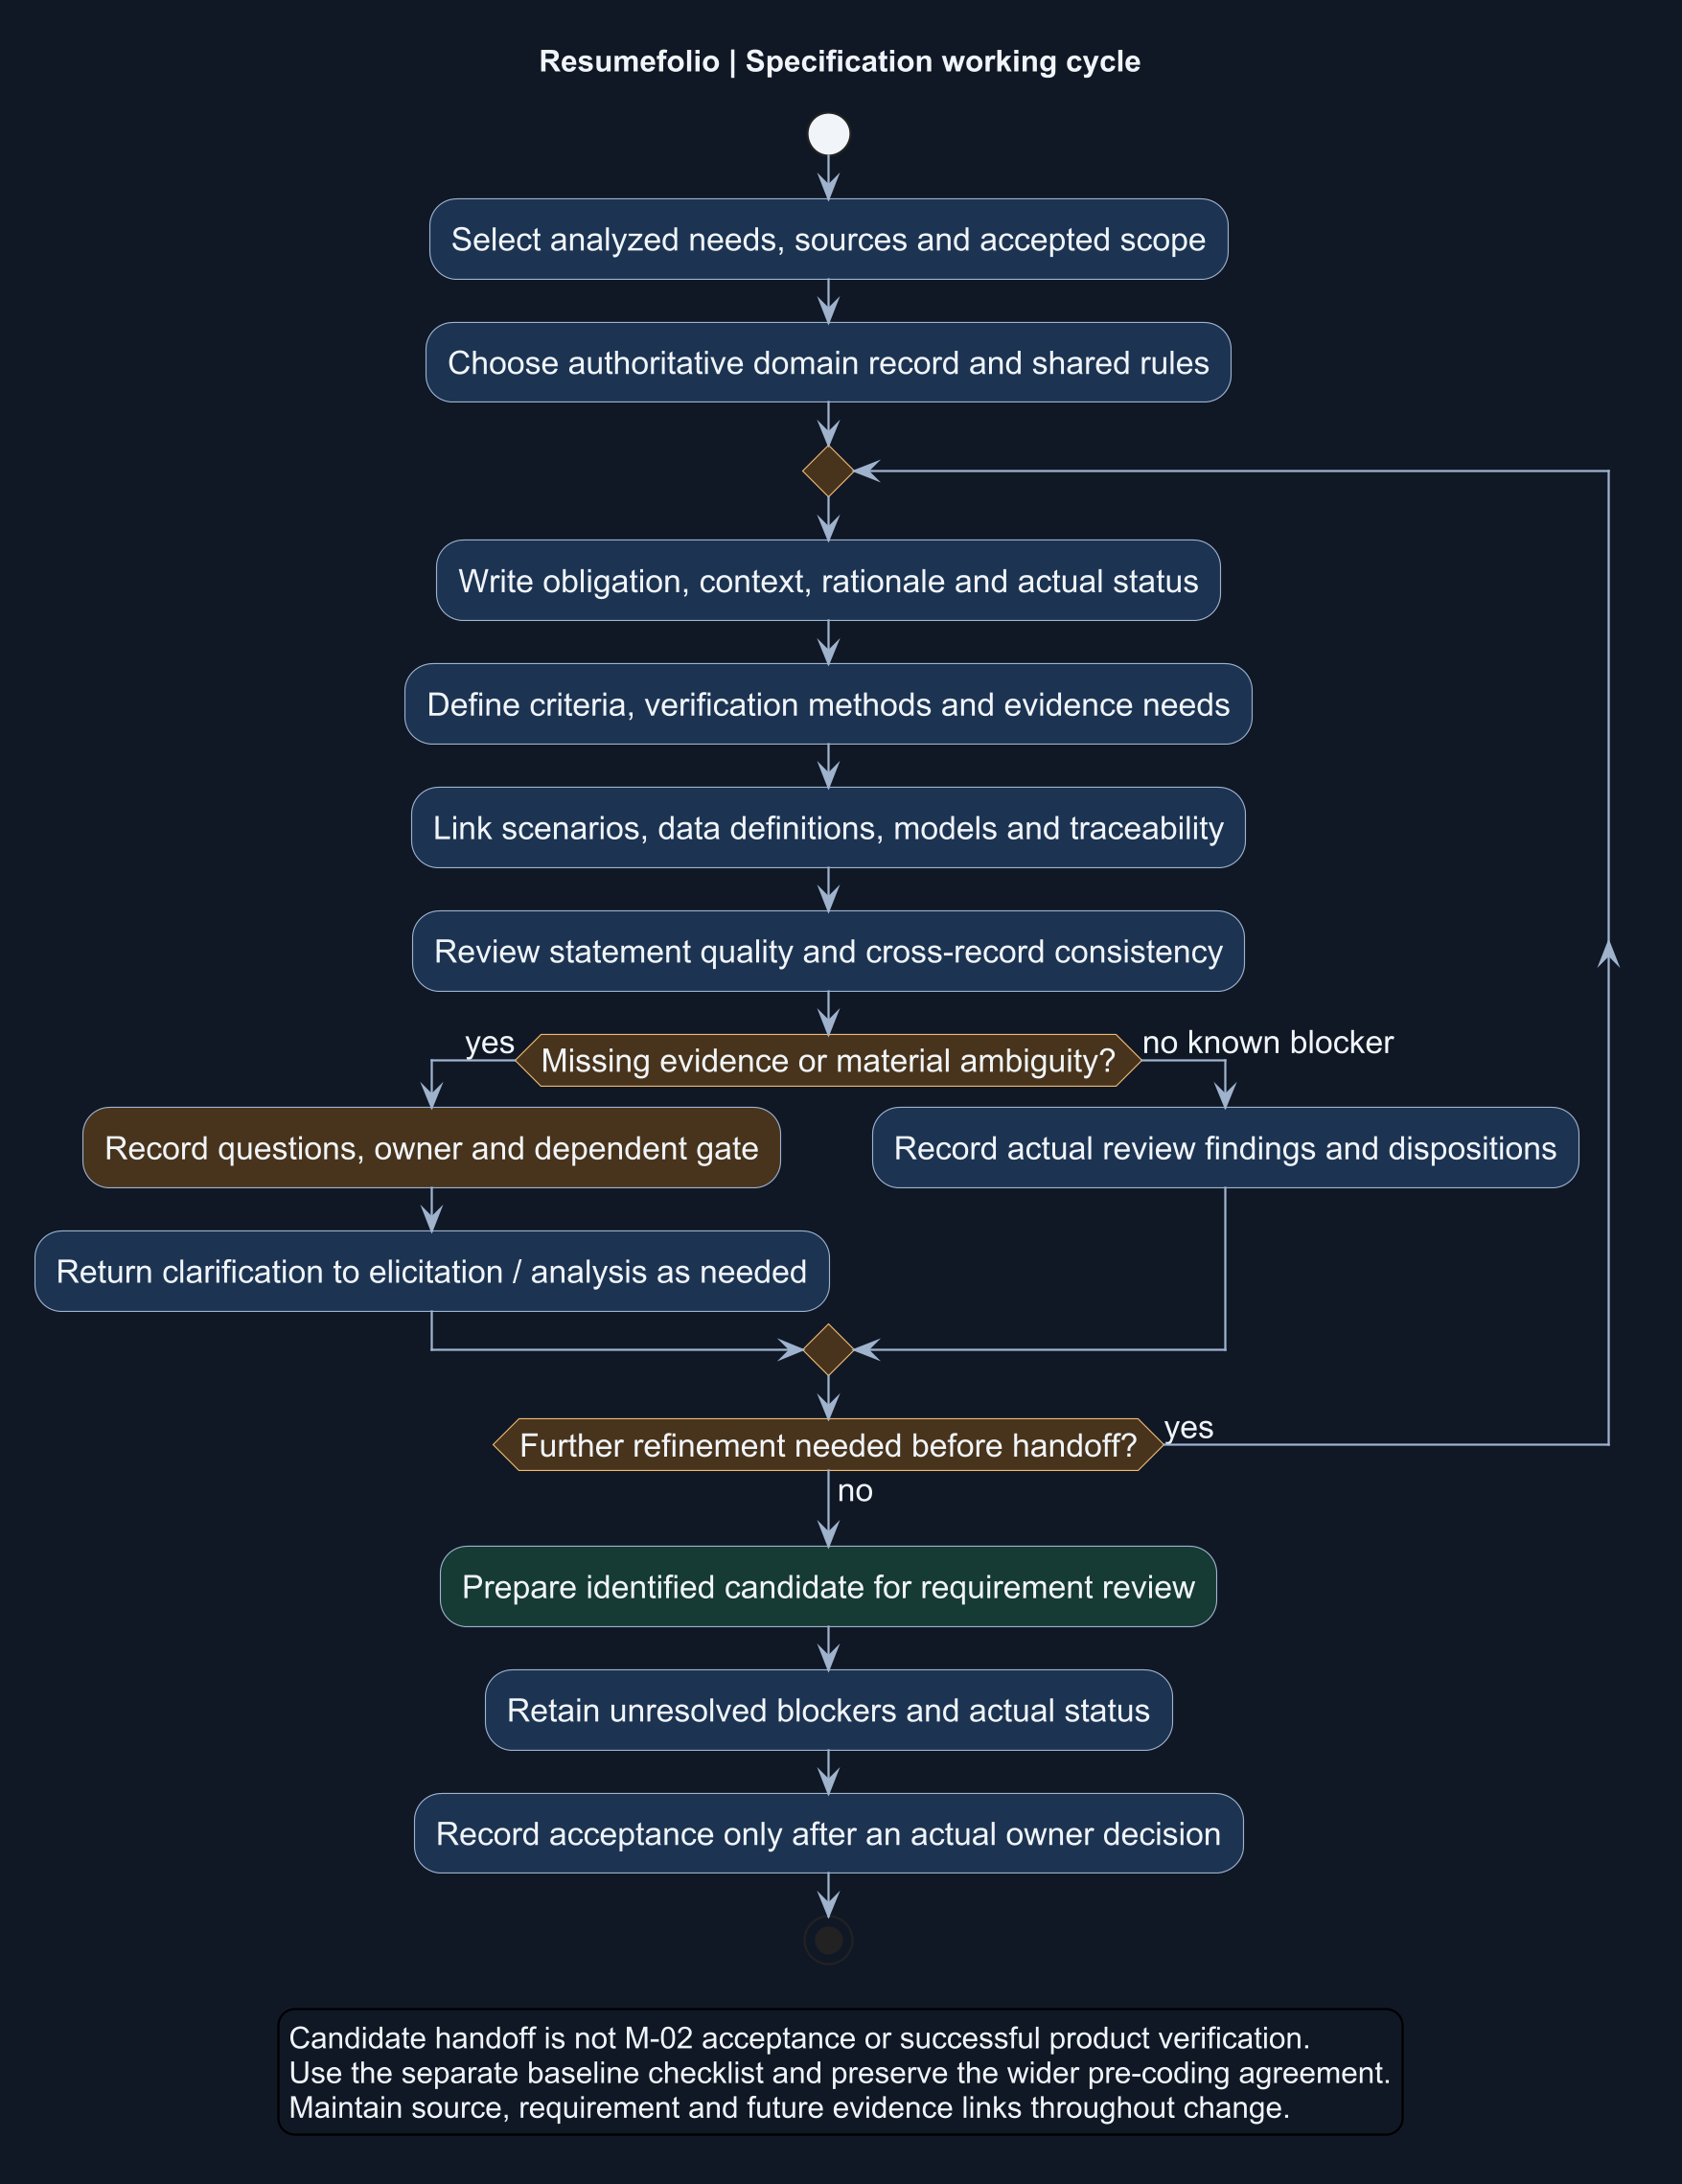 Resumefolio | Specification working cycle
Select analyzed needs, sources and accepted scope
Choose authoritative domain record and shared rules
Write obligation, context, rationale and actual status
Define criteria, verification methods and evidence needs
Link scenarios, data definitions, models and traceability
Review statement quality and cross-record consistency
yes
Missing evidence or material ambiguity?
no known blocker
Record questions, owner and dependent gate
Record actual review findings and dispositions
Return clarification to elicitation / analysis as needed
Further refinement needed before handoff?
yes
no
Prepare identified candidate for requirement review
Retain unresolved blockers and actual status
Record acceptance only after an actual owner decision
Candidate handoff is not M-02 acceptance or successful product verification.
Use the separate baseline checklist and preserve the wider pre-coding agreement.
Maintain source, requirement and future evidence links throughout change.